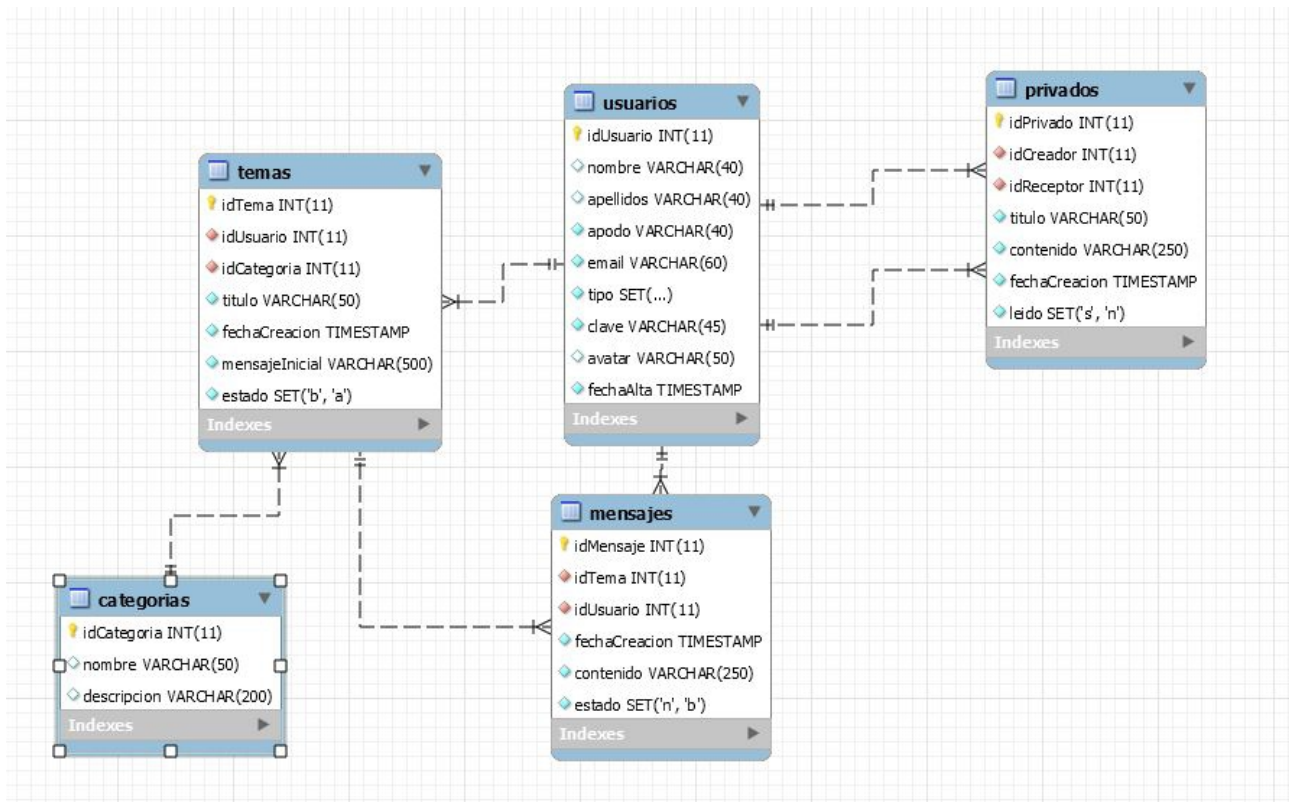 temas
idTema INT(11)
idUsuario INT(11)
idCategoria INT(11)
titulo VARCHAR(50)
fechaCreacion TIMESTAMP
mensajeInicial VARCHAR(500)
estado SET('b', 'a')
Indexes
usuarios
idUsuario INT(11)
nombre VARCHAR(40)
apellidos VARCHAR(40)
apodo VARCHAR(40)
email VARCHAR(60)
tipo SET(...)
clave VARCHAR(45)
avatar VARCHAR(50)
fechaAlta TIMESTAMP
Indexes
privados
idPrivado INT(11)
idCreador INT(11)
idReceptor INT(11)
titulo VARCHAR(50)
contenido VARCHAR(250)
fechaCreacion TIMESTAMP
leido SET('s', 'n')
Indexes
categorias
idCategoria INT(11)
nombre VARCHAR(50)
descripcion VARCHAR(200)
Indexes
mensajes
idMensaje INT(11)
idTema INT(11)
idUsuario INT(11)
fechaCreacion TIMESTAMP
contenido VARCHAR(250)
estado SET('n', 'b')
Indexes